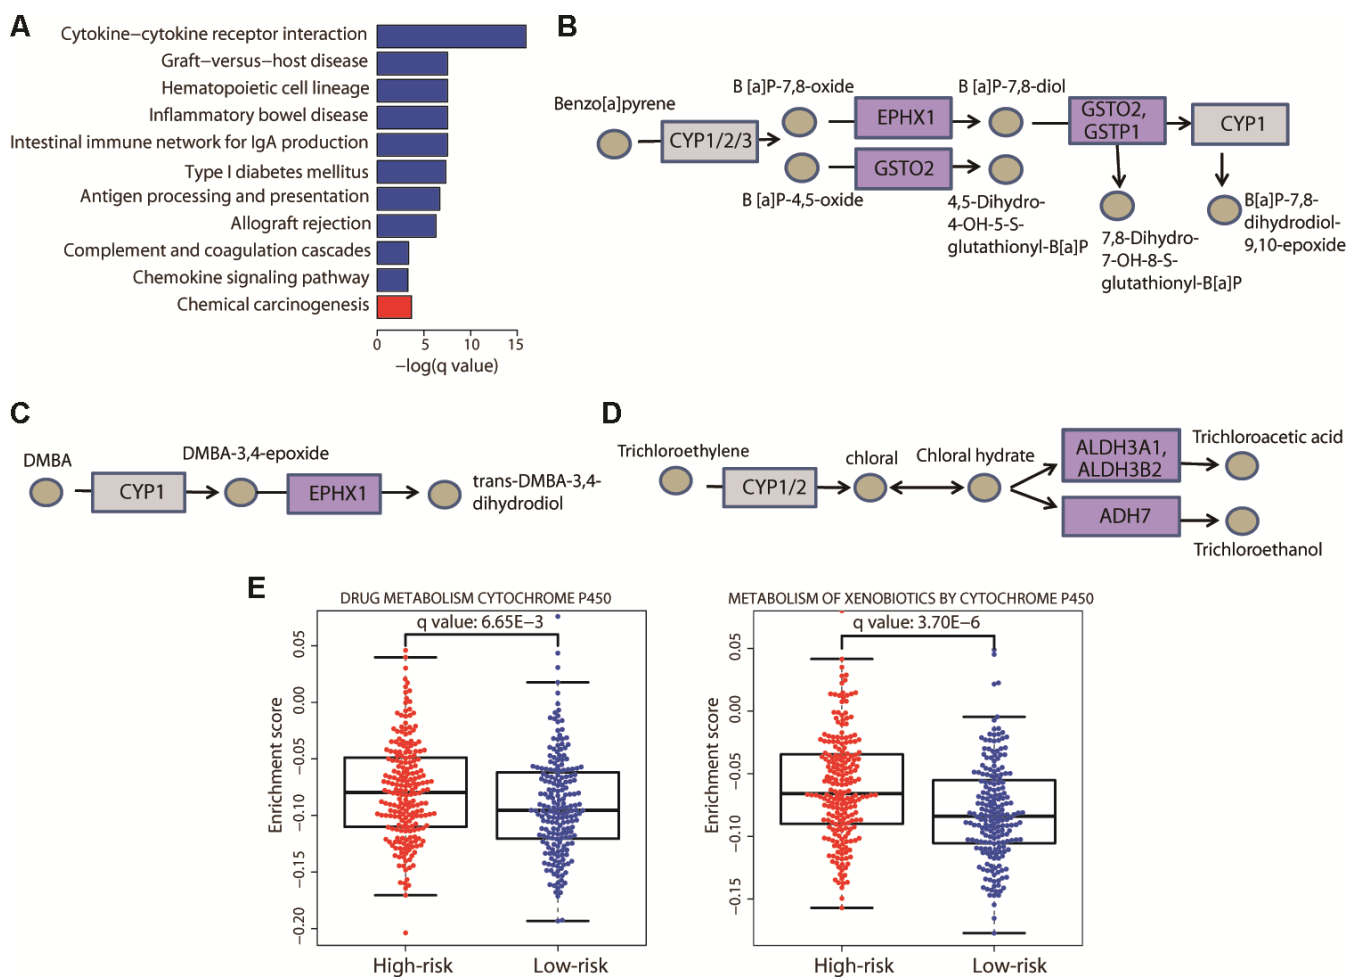 A
Cytokine−cytokine receptor interaction
Graft−versus−host disease
Hematopoietic cell lineage
Inflammatory bowel disease
Intestinal immune network for IgA production
Type I diabetes mellitus
Antigen processing and presentation
Allograft rejection
Complement and coagulation cascades
Chemokine signaling pathway
Chemical carcinogenesis
0 5 10 15
−log(q value)
B
Benzo[a]pyrene
CYP1/2/3
B [a]P-7,8-oxide
B [a]P-4,5-oxide
EPHX1
GSTO2
B [a]P-7,8-diol
4,5-Dihydro-
4-OH-5-S-
glutathionyl-B[a]P
GSTO2,
GSTP1
CYP1
7,8-Dihydro-
7-OH-8-S-
glutathionyl-B[a]P
B[a]P-7,8-
dihydrodiol-
9,10-epoxide
C
DMBA
CYP1
DMBA-3,4-epoxide
EPHX1
trans-DMBA-3,4-
dihydrodiol
D
Trichloroethylene
CYP1/2
chloral
Chloral hydrate
ALDH3A1,
ALDH3B2
ADH7
Trichloroacetic acid
Trichloroethanol
E
DRUG METABOLISM CYTOCHROME P450
q value: 6.65E−3
Enrichment score
0.05
0.00
−0.05
−0.10
−0.15
−0.20
High-risk
Low-risk
METABOLISM OF XENOBIOTICS BY CYTOCHROME P450
q value: 3.70E−6
Enrichment score
0.05
0.00
−0.05
−0.10
−0.15
High-risk
Low-risk